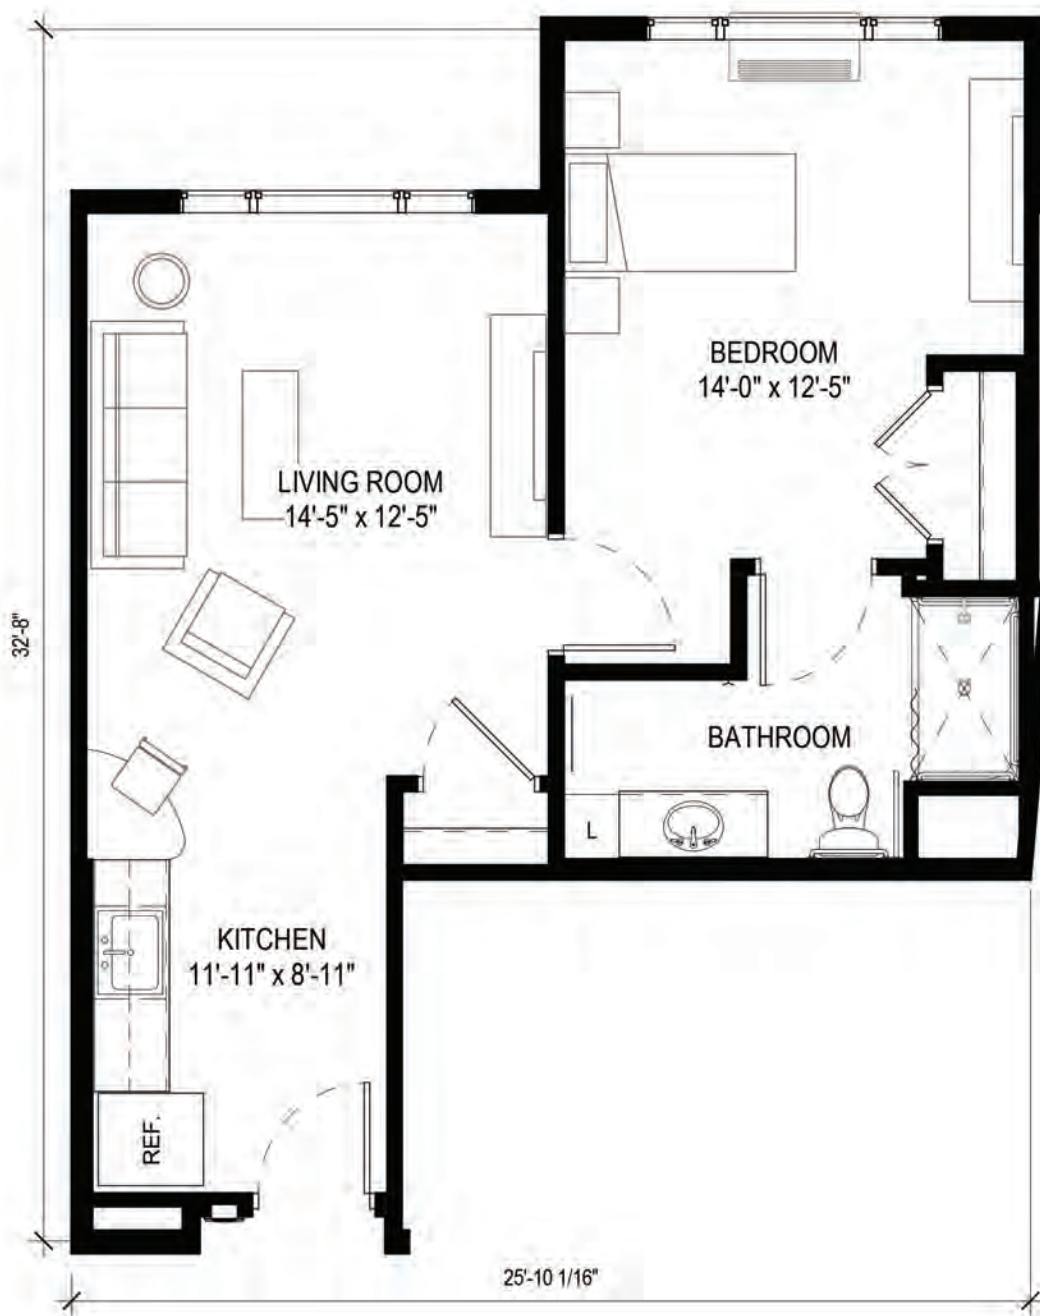 BEDROOM
14'-0" x 12'-5"
LIVING ROOM
14'-5" x 12'-5"
32'-8"
BATHROOM
L
KITCHEN
11'-11" x 8'-11"
REF.
25'-10 1/16"